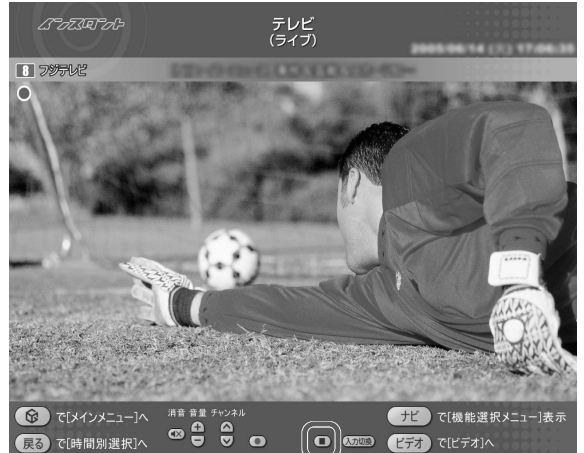 インスタント
テレビ
(ライブ)
2005/06/14 (火) 17:06:35
8 フジテレビ
で[メインメニュー]へ
消音 音量 チャンネル
ナビ で[機能選択メニュー]表示
戻る で[時間別選択]へ
入力切換
ビデオ で[ビデオ]へ